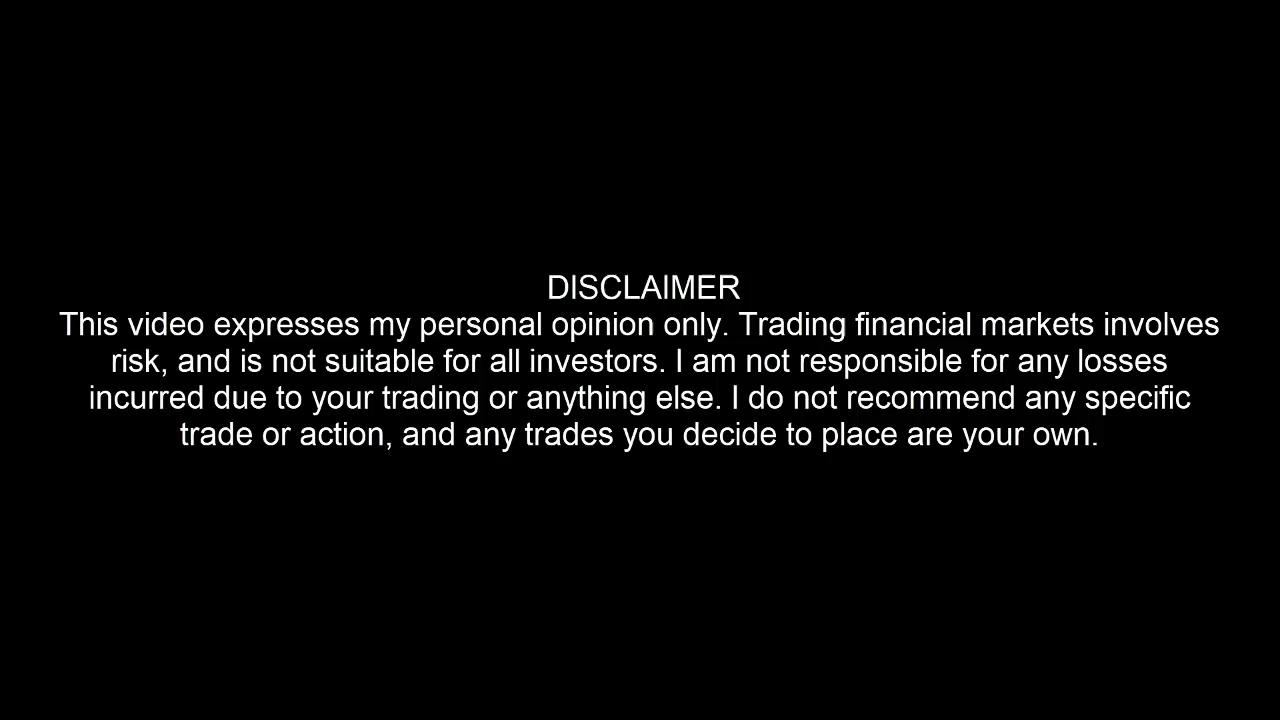 DISCLAIMER
This video expresses my personal opinion only. Trading financial markets involves
risk, and is not suitable for all investors. I am not responsible for any losses
incurred due to your trading or anything else. I do not recommend any specific
trade or action, and any trades you decide to place are your own.